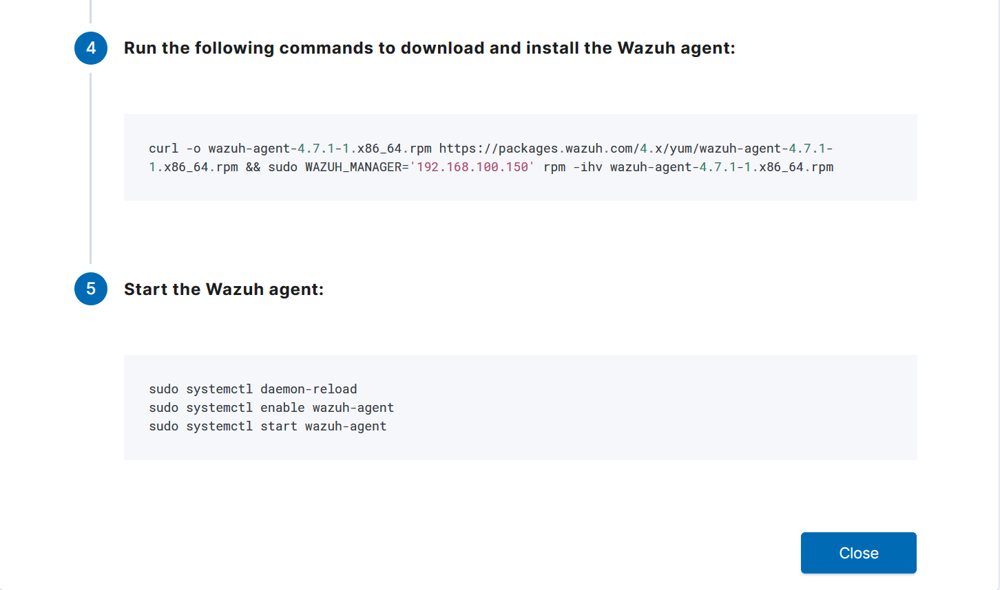 4
Run the following commands to download and install the Wazuh agent:
curl -o wazuh-agent-4.7.1-1.x86_64.rpm https://packages.wazuh.com/4.x/yum/wazuh-agent-4.7.1-
1.x86_64.rpm && sudo WAZUH_MANAGER='192.168.100.150' rpm -ihv wazuh-agent-4.7.1-1.x86_64.rpm
5
Start the Wazuh agent:
sudo systemctl daemon-reload
sudo systemctl enable wazuh-agent
sudo systemctl start wazuh-agent
Close